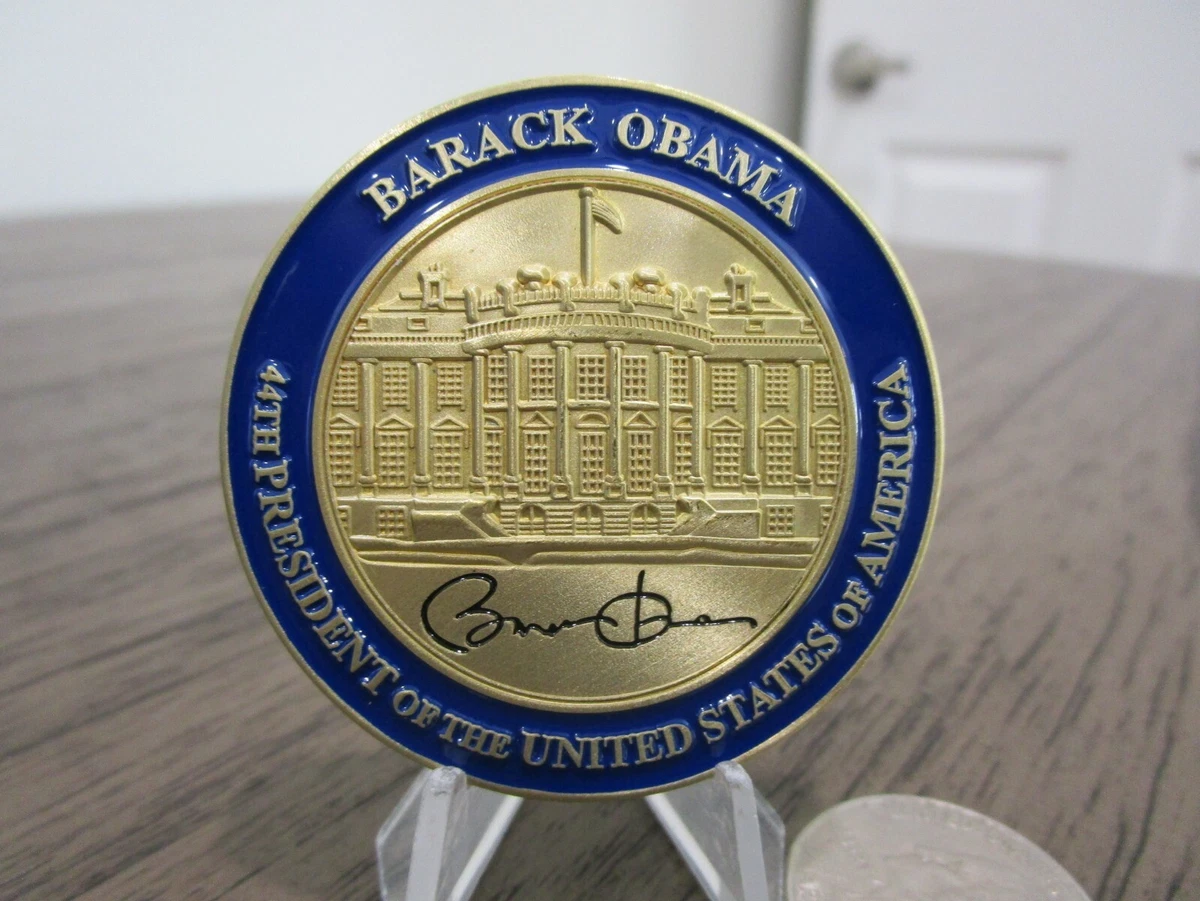 BARACK OBAMA
44TH PRESIDENT OF THE UNITED STATES OF AMERICA